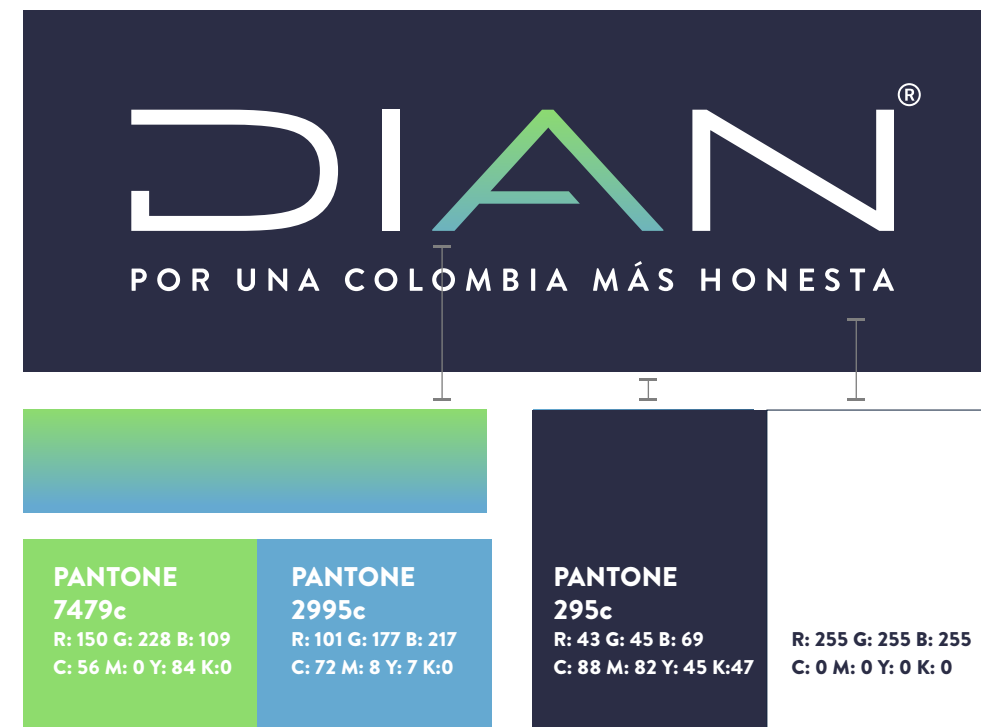 DIAN®
POR UNA COLOMBIA MÁS HONESTA
PANTONE
7479c
R: 150 G: 228 B: 109
C: 56 M: 0 Y: 84 K:0
PANTONE
2995c
R: 101 G: 177 B: 217
C: 72 M: 8 Y: 7 K:0
PANTONE
295c
R: 43 G: 45 B: 69
C: 88 M: 82 Y: 45 K:47
R: 255 G: 255 B: 255
C: 0 M: 0 Y: 0 K: 0